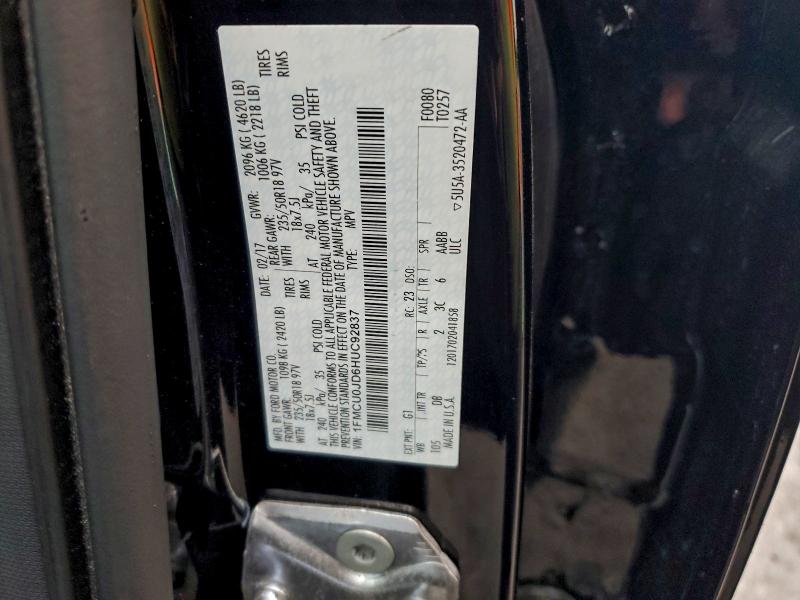 MFD. BY FORD MOTOR CO. DATE: 02/17 GVWR: 2096 KG ( 4620 LB)
FRONT GAWR: 1098 KG ( 2420 LB) REAR GAWR: 1006 KG ( 2218 LB)
WITH 235/50R18 97V TIRES WITH 235/50R18 97V TIRES
18x7.5J RIMS 18x7.5J RIMS
AT 240 kPa/ 35 PSI COLD AT 240 kPa/ 35 PSI COLD
THIS VEHICLE CONFORMS TO ALL APPLICABLE FEDERAL MOTOR VEHICLE SAFETY AND THEFT
PREVENTION STANDARDS IN EFFECT ON THE DATE OF MANUFACTURE SHOWN ABOVE.
VIN: 1FMCU0JD6HUC92837 TYPE: MPV
EXT PNT: G1 RC: 23 DSO: F0080
WB INT TR TP/PS R AXLE TR SPR T0257
105 DB 2 3C 6 AABB
MADE IN U.S.A. 1201702041858 ULC 5U5A-3520472-AA